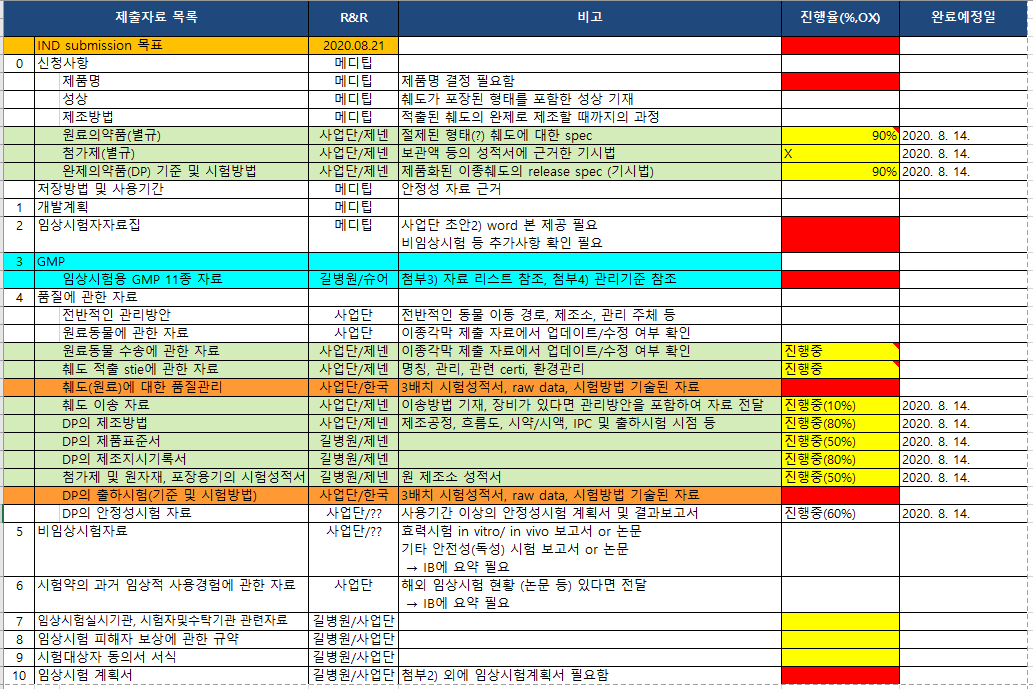 제출자료 목록 R&R 비고 진행율(%,OX) 완료예정일
IND submission 목표 2020.08.21
0 신청사항 메디팁
제품명 메디팁 제품명 결정 필요함
성상 메디팁 췌도가 포장된 형태를 포함한 성상 기재
제조방법 메디팁 적출된 췌도의 완제로 제조할 때까지의 과정
원료의약품(별규) 사업단/제넨 절제된 형태(?) 췌도에 대한 spec 90% 2020. 8. 14.
첨가제(별규) 사업단/제넨 보관액 등의 성적서에 근거한 기시법 X 2020. 8. 14.
완제의약품(DP) 기준 및 시험방법 사업단/제넨 제품화된 이종췌도의 release spec (기시법) 90% 2020. 8. 14.
저장방법 및 사용기간 메디팁 안정성 자료 근거
1 개발계획 메디팁
2 임상시험자자료집 메디팁 사업단 초안2) word 본 제공 필요
비임상시험 등 추가사항 확인 필요
3 GMP
임상시험용 GMP 11종 자료 길병원/슈어 첨부3) 자료 리스트 참조, 첨부4) 관리기준 참조
4 품질에 관한 자료
전반적인 관리방안 사업단 전반적인 동물 이동 경로, 제조소, 관리 주체 등
원료동물에 관한 자료 사업단 이종각막 제출 자료에서 업데이트/수정 여부 확인
원료동물 수송에 관한 자료 사업단/제넨 이종각막 제출 자료에서 업데이트/수정 여부 확인 진행중
췌도 적출 stie에 관한 자료 사업단/제넨 명칭, 관리, 관련 certi, 환경관리 진행중
췌도(원료)에 대한 품질관리 사업단/한국 3배치 시험성적서, raw data, 시험방법 기술된 자료
췌도 이송 자료 사업단/제넨 이송방법 기재, 장비가 있다면 관리방안을 포함하여 자료 전달 진행중(10%) 2020. 8. 14.
DP의 제조방법 사업단/제넨 제조공정, 흐름도, 시약/시액, IPC 및 출하시험 시점 등 진행중(80%) 2020. 8. 14.
DP의 제품표준서 길병원/제넨 진행중(50%) 2020. 8. 14.
DP의 제조지시기록서 길병원/제넨 진행중(80%) 2020. 8. 14.
첨가제 및 원자재, 포장용기의 시험성적서 길병원/제넨 원 제조소 성적서 진행중(50%) 2020. 8. 14.
DP의 출하시험(기준 및 시험방법) 사업단/한국 3배치 시험성적서, raw data, 시험방법 기술된 자료
DP의 안정성시험 자료 사업단/?? 사용기간 이상의 안정성시험 계획서 및 결과보고서 진행중(60%) 2020. 8. 14.
5 비임상시험자료 사업단/?? 효력시험 in vitro/ in vivo 보고서 or 논문
기타 안전성(독성) 시험 보고서 or 논문
→ IB에 요약 필요
6 시험약의 과거 임상적 사용경험에 관한 자료 사업단 해외 임상시험 현황 (논문 등) 있다면 전달
→ IB에 요약 필요
7 임상시험실시기관, 시험자및수탁기관 관련자료 길병원/사업단
8 임상시험 피해자 보상에 관한 규약 길병원/사업단
9 시험대상자 동의서 서식 길병원/사업단
10 임상시험 계획서 길병원/사업단 첨부2) 외에 임상시험계획서 필요함